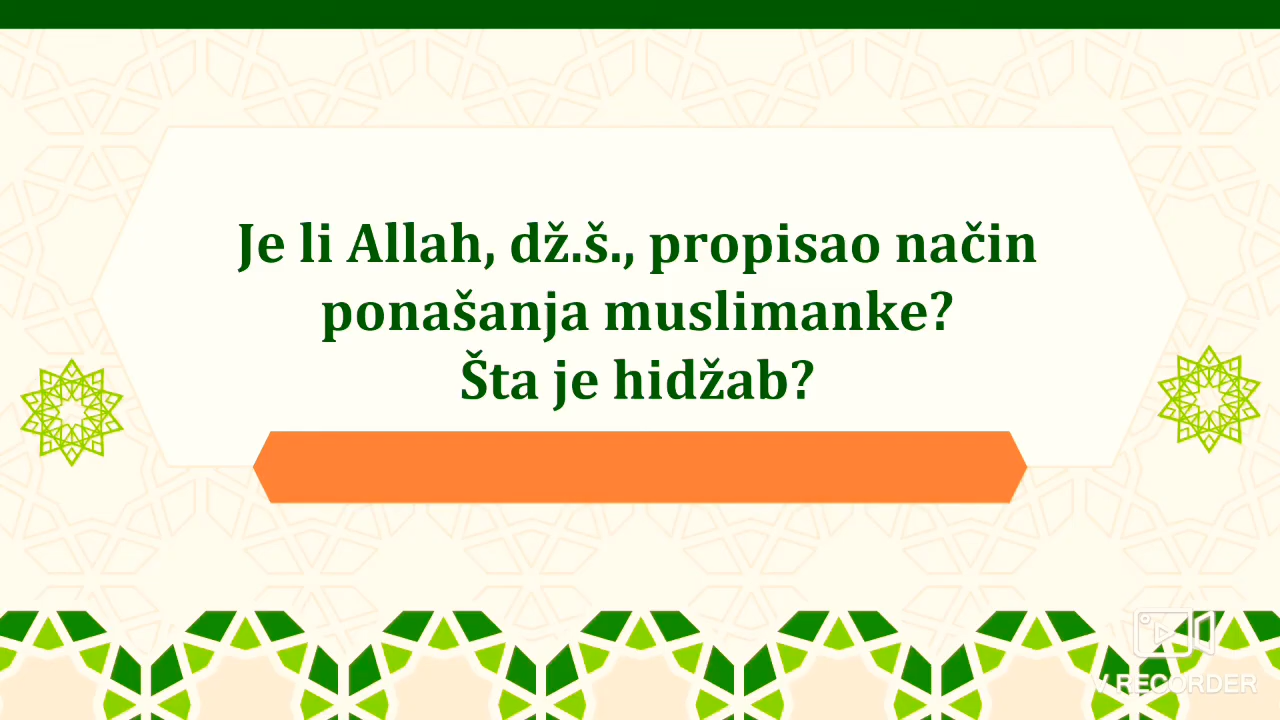 Je li Allah, dž.š., propisao način
ponašanja muslimanke?
Šta je hidžab?
V RECORDER